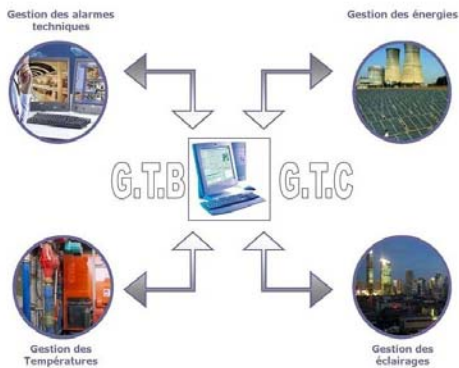 Gestion des alarmes
techniques
Gestion des énergies
G.T.B
G.T.C
Gestion des
Températures
Gestion des
éclairages